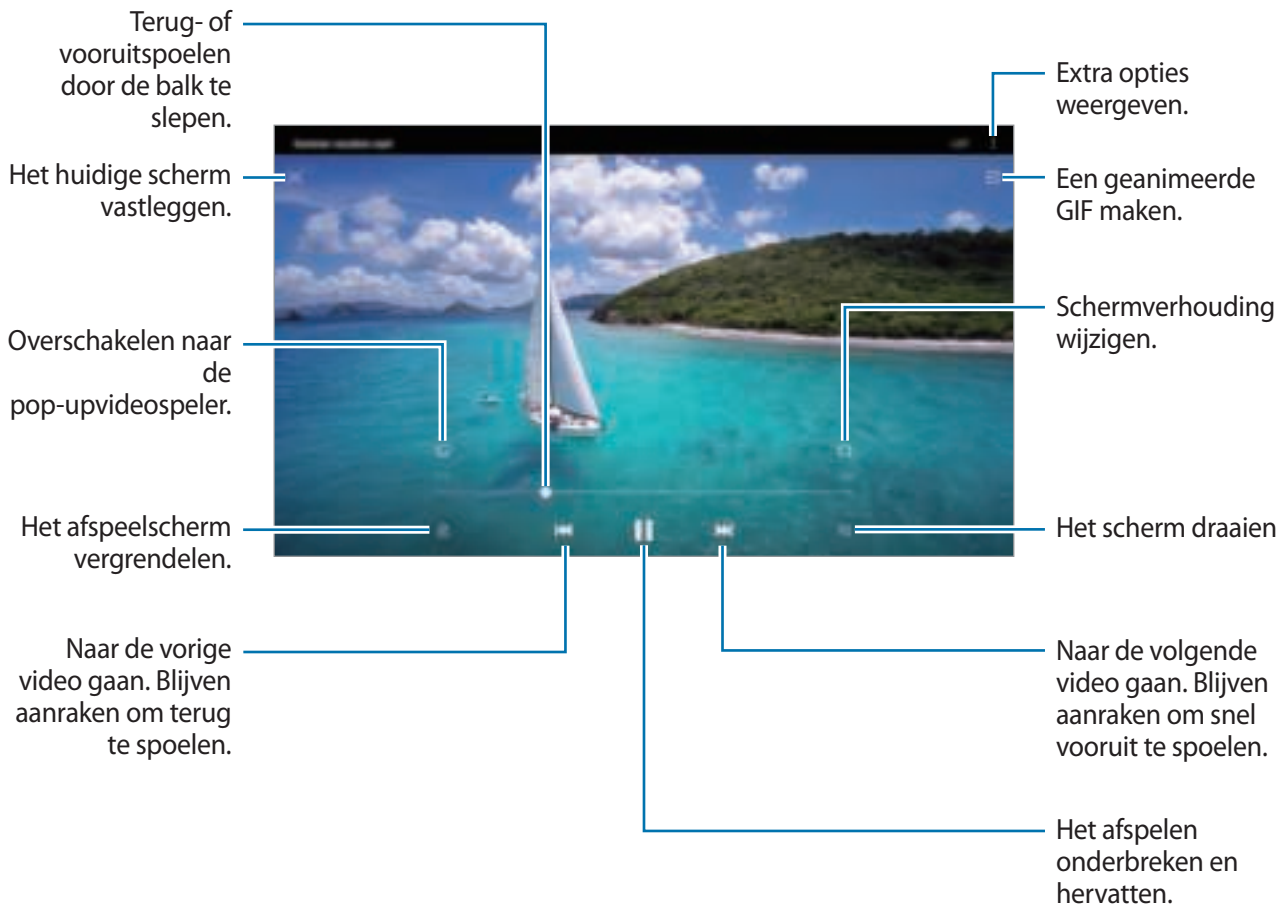 Terug- of
vooruitspoelen
door de balk te
slepen.
Het huidige scherm
vastleggen.
Overschakelen naar
de
pop-upvideospeler.
Het afspeelscherm
vergrendelen.
Naar de vorige
video gaan. Blijven
aanraken om terug
te spoelen.
Extra opties
weergeven.
Een geanimeerde
GIF maken.
Schermverhouding
wijzigen.
Het scherm draaien
Naar de volgende
video gaan. Blijven
aanraken om snel
vooruit te spoelen.
Het afspelen
onderbreken en
hervatten.